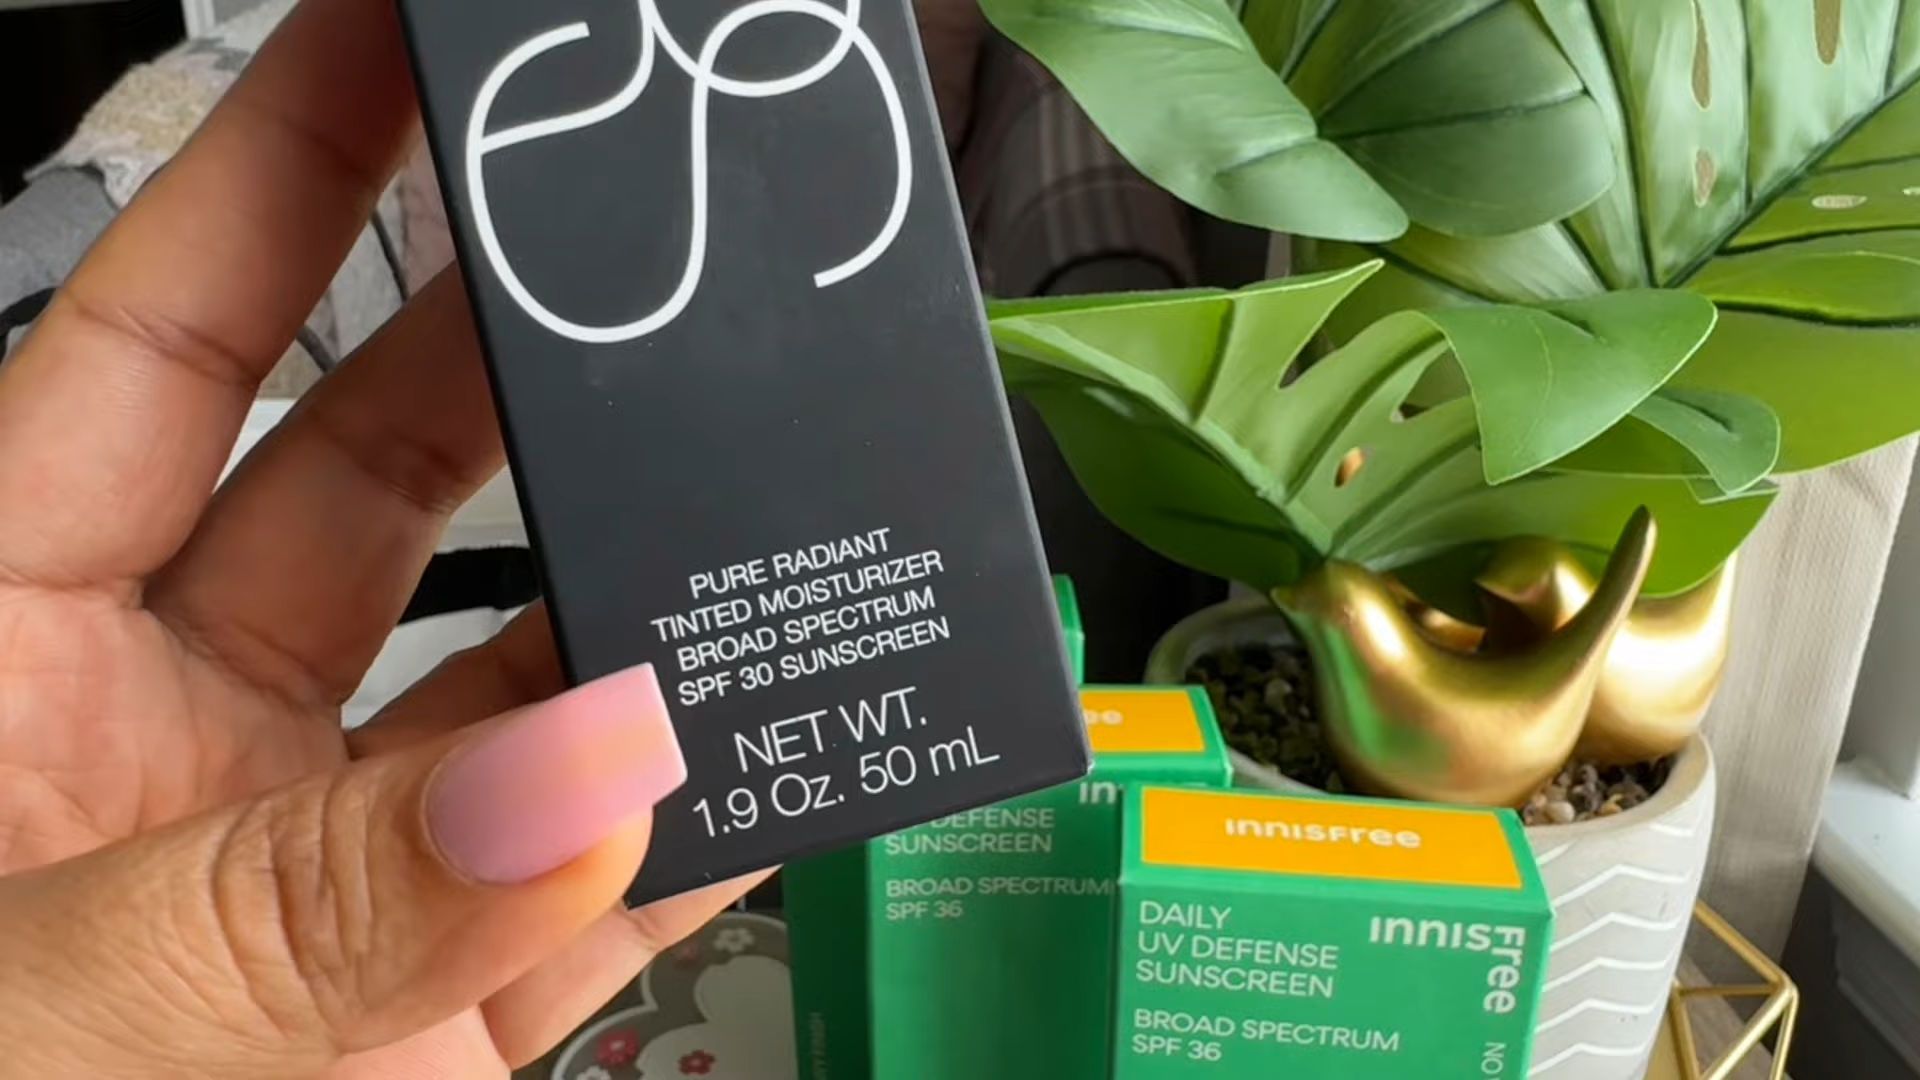 PURE RADIANT
TINTED MOISTURIZER
BROAD SPECTRUM
SPF 30 SUNSCREEN
NET WT.
1.9 Oz. 50 mL
DEFENSE
SUNSCREEN
BROAD SPECTRUM
SPF 36
innisfree
DAILY
UV DEFENSE
SUNSCREEN
innisfree
BROAD SPECTRUM
SPF 36
NO